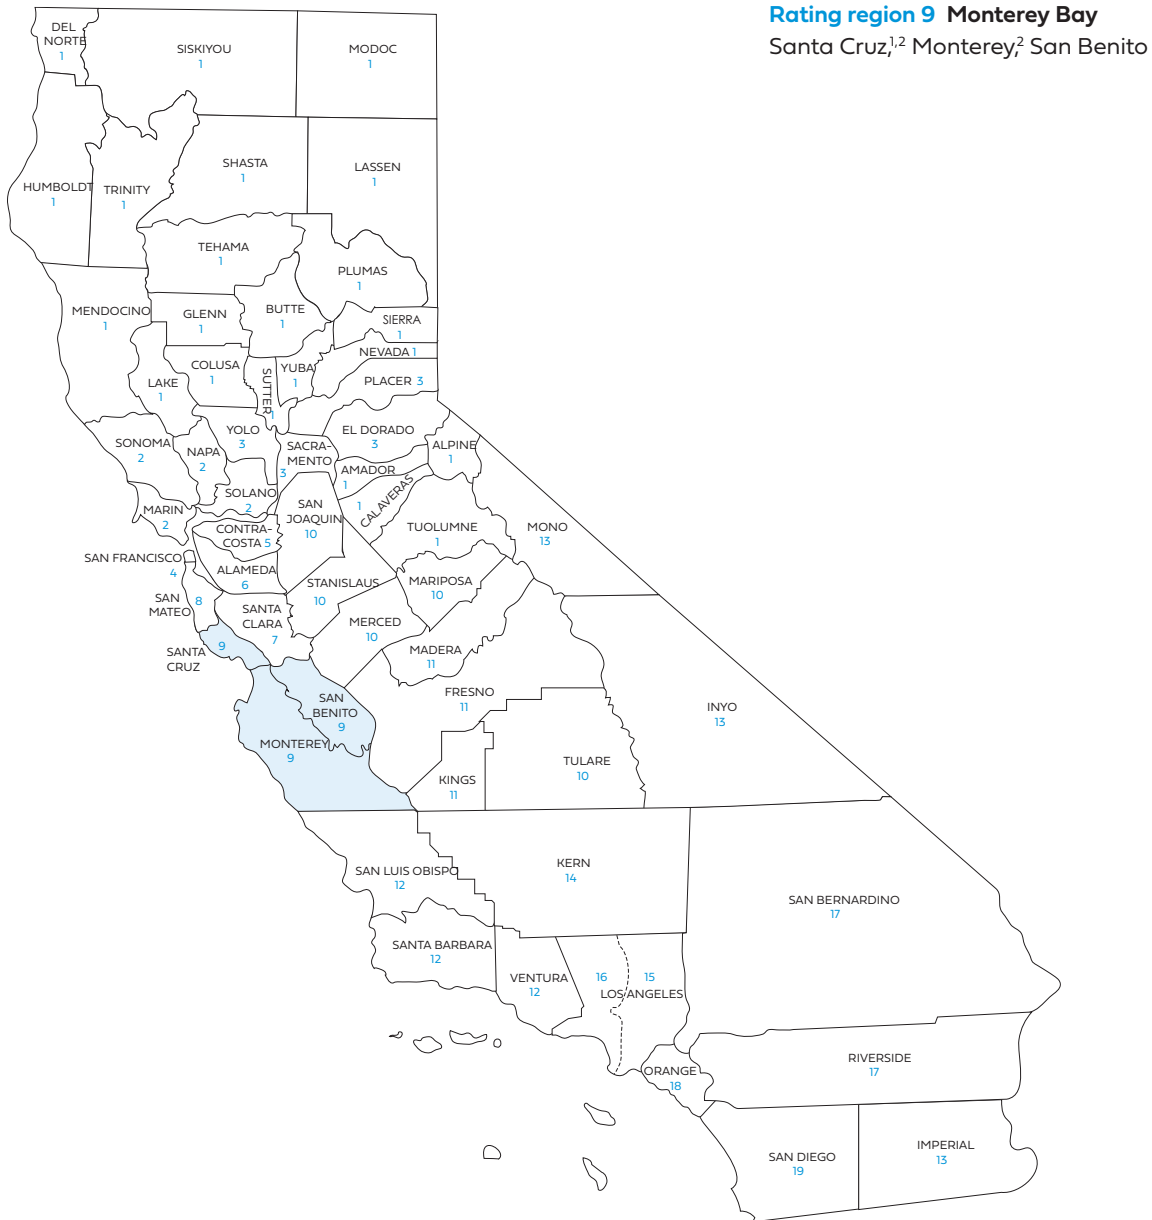 Rating region 9 Monterey Bay
Santa Cruz,1,2 Monterey,2 San Benito
DEL
NORTE
1
SISKIYOU
1
MODOC
1
SHASTA
1
LASSEN
1
HUMBOLDT
1
TRINITY
1
TEHAMA
1
PLUMAS
1
MENDOCINO
1
GLENN
1
BUTTE
1
SIERRA
1
NEVADA 1
COLUSA
1
SUTTER
1
YUBA
1
PLACER 3
LAKE
1
SONOMA
2
NAPA
2
YOLO
3
SACRA-
MENTO
3
EL DORADO
3
ALPINE
1
AMADOR
1
CALAVERAS
1
SOLANO
2
MARIN
2
SAN
JOAQUIN
10
CONTRA-
COSTA 5
TUOLUMNE
1
MONO
13
SAN FRANCISCO
4
ALAMEDA
6
STANISLAUS
10
MARIPOSA
10
SAN
MATEO
8
SANTA
CLARA
7
MERCED
10
SANTA
CRUZ
9
MADERA
11
SAN
BENITO
9
FRESNO
11
INYO
13
MONTEREY
9
KINGS
11
TULARE
10
SAN LUIS OBISPO
12
KERN
14
SAN BERNARDINO
17
SANTA BARBARA
12
VENTURA
12
16
15
LOS ANGELES
ORANGE
18
RIVERSIDE
17
SAN DIEGO
19
IMPERIAL
13